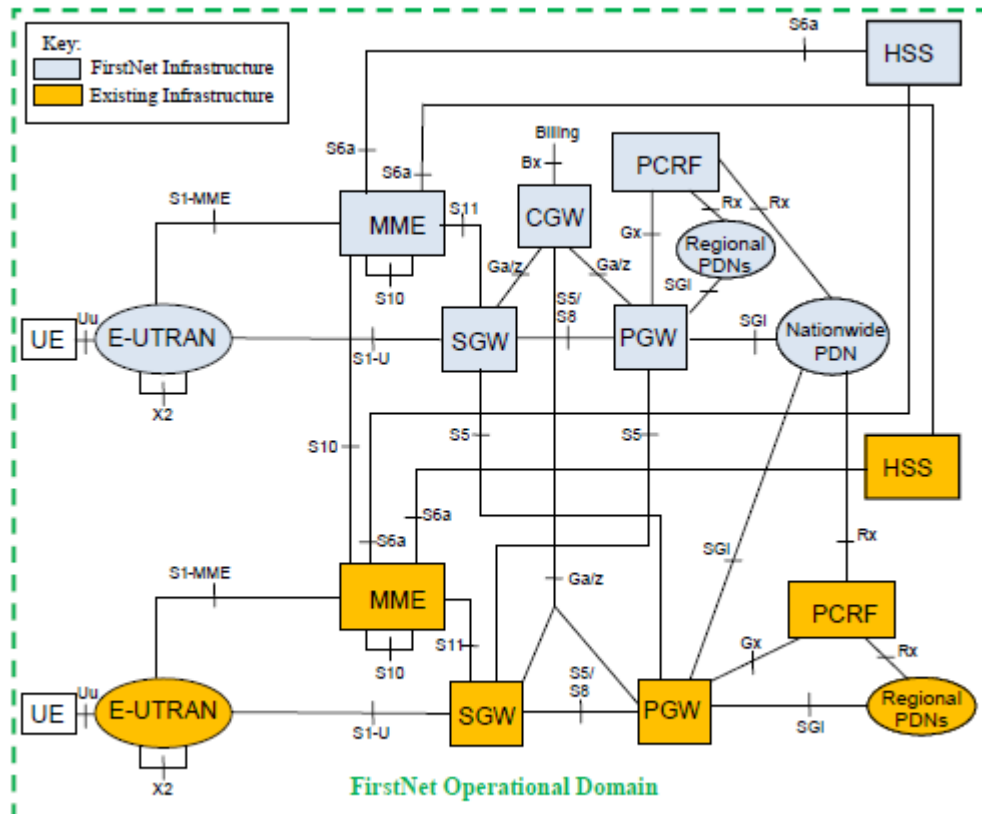 Key:
FirstNet Infrastructure
Existing Infrastructure
S6a
HSS
S6a
S6a
Billing
Bx
PCRF
S1-MME
MME
S11
CGW
Rx
Rx
Gx
Regional
PDNs
S10
Ga/z
Ga/z
SGI
UE
Uu
E-UTRAN
S1-U
SGW
S5/
S8
PGW
SGI
Nationwide
PDN
X2
S10
S5
S5
HSS
S6a
S6a
SGI
Rx
S1-MME
MME
Ga/z
PCRF
S10
S11
Gx
Rx
UE
Uu
E-UTRAN
S1-U
SGW
S5/
S8
PGW
SGI
Regional
PDNs
X2
FirstNet Operational Domain